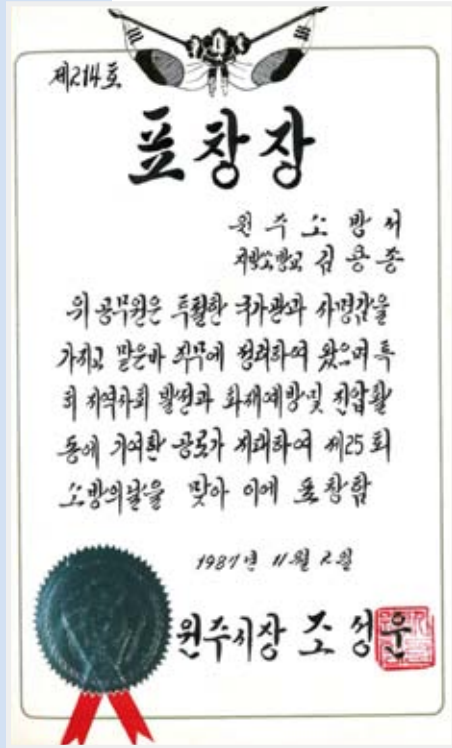 제214호
표창장
원주소방서
지방소방교 김용종
위 공무원은 투철한 국가관과 사명감을
가지고 맡은바 직무에 정려하여 왔으며 특
히 지역사회 발전과 화재예방및 진압활
동에 기여한 공로가 지대하여 제25회
소방의날을 맞아 이에 표창함
1987년 11월 2일
원주시장 조성운